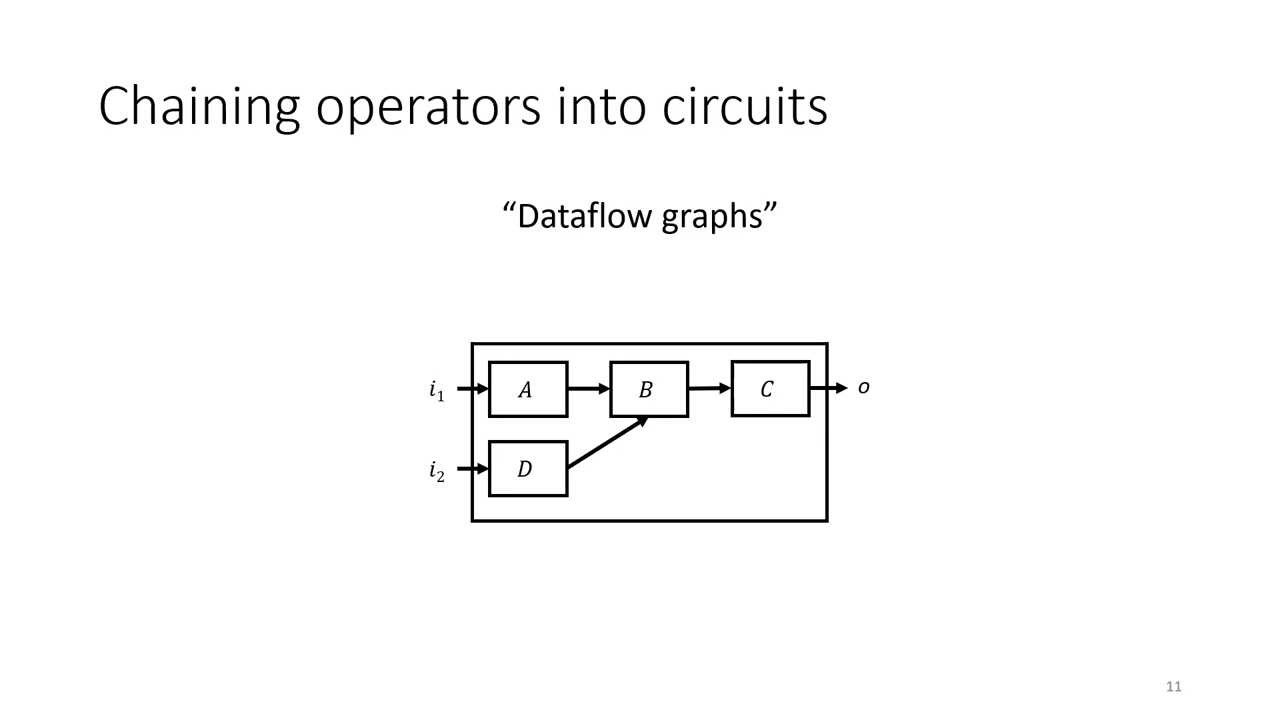 Chaining operators into circuits
“Dataflow graphs”
i₁ A B C o
i₂ D
11